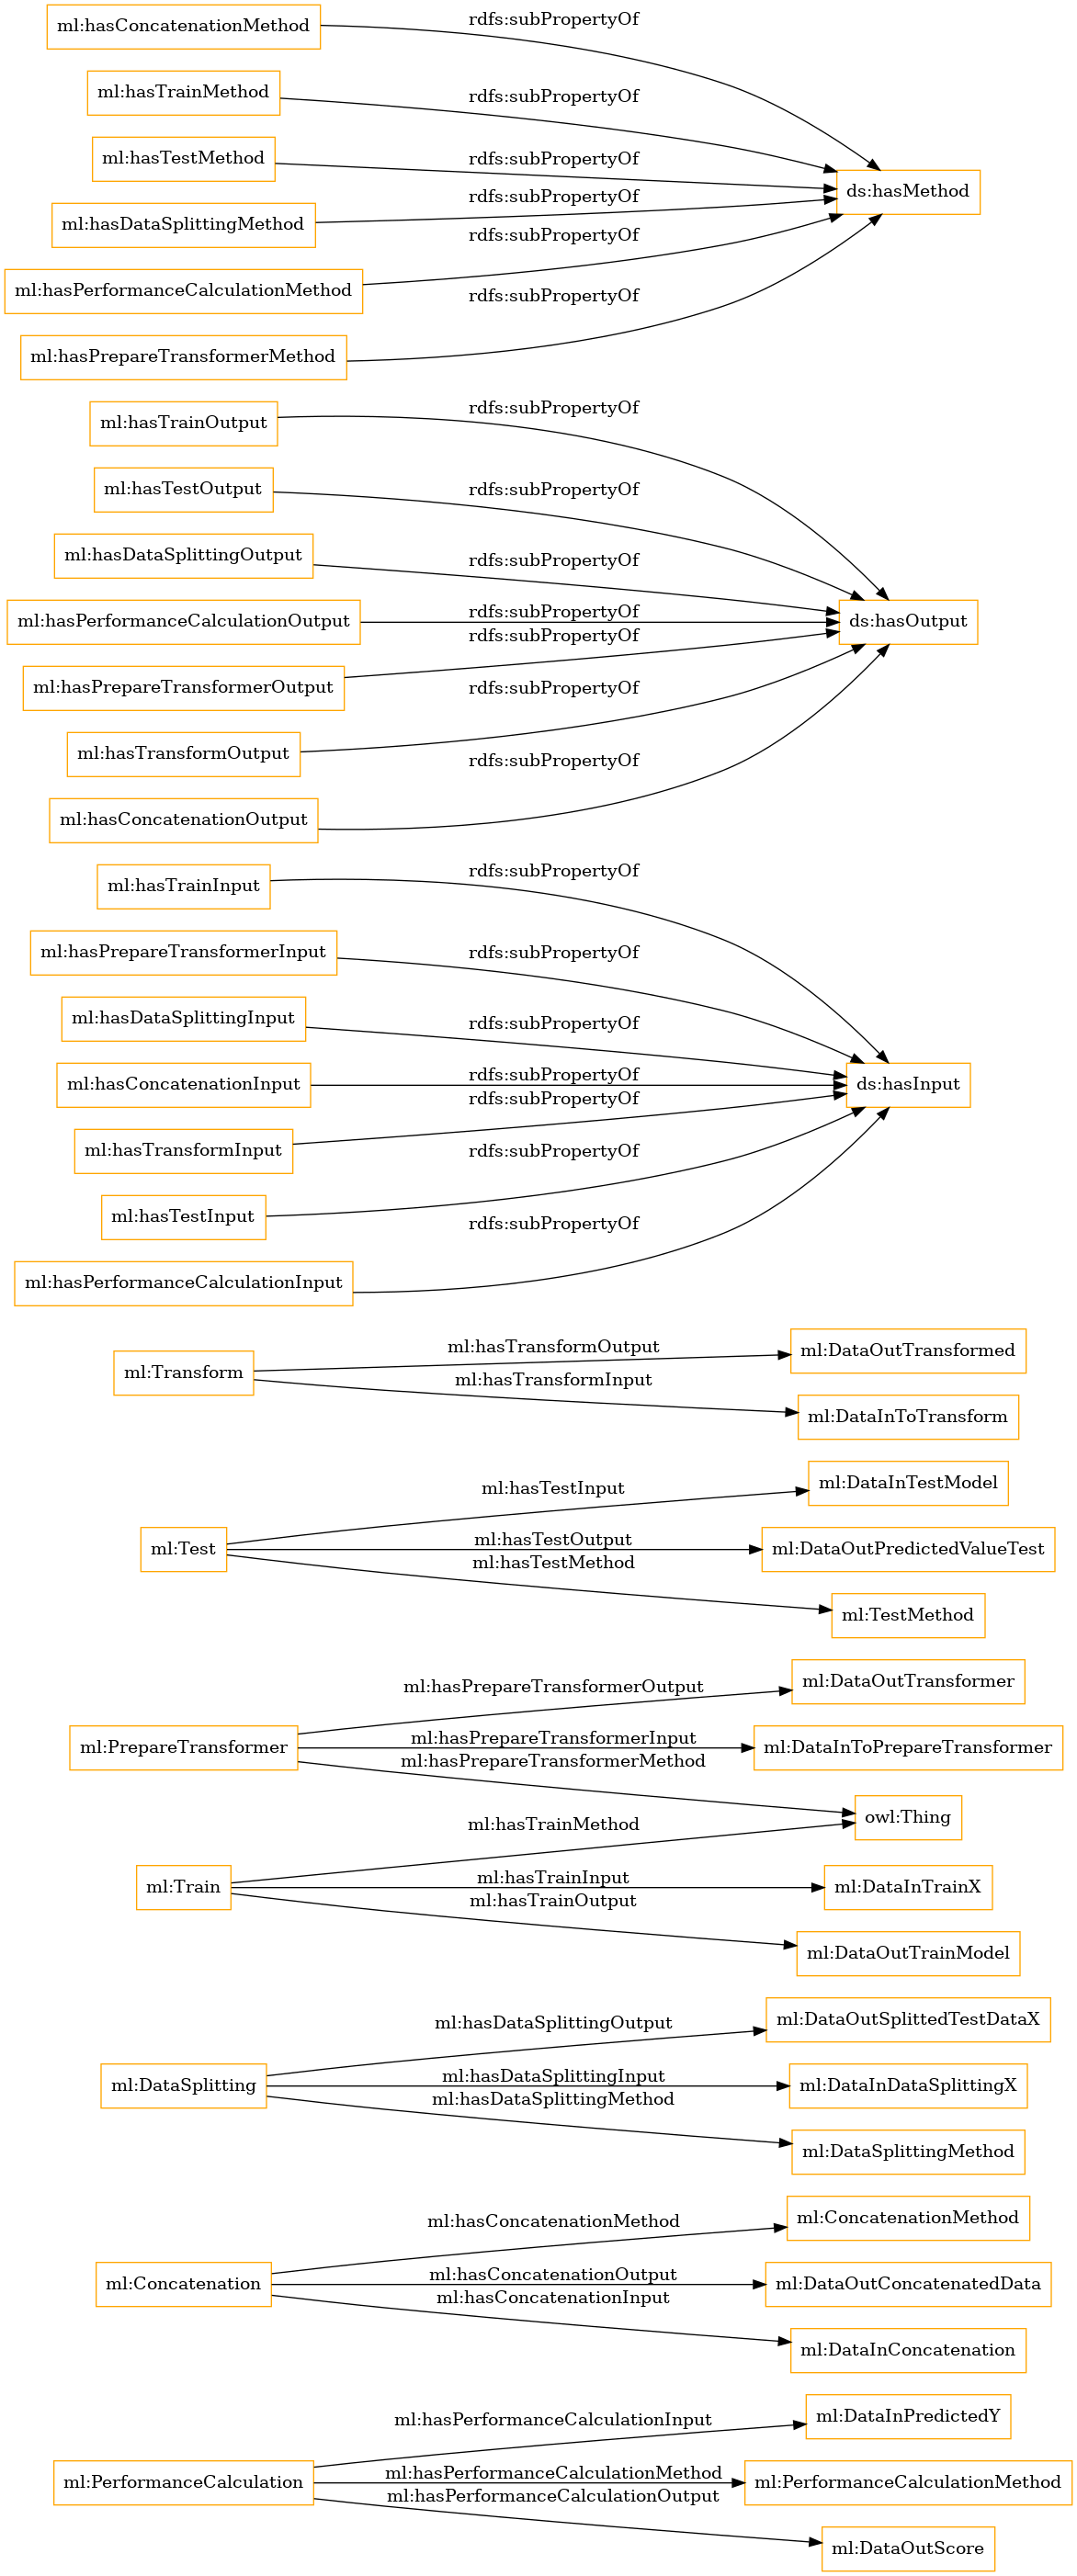 ml:hasConcatenationMethod
rdfs:subPropertyOf
ml:hasTrainMethod
rdfs:subPropertyOf
ml:hasTestMethod
rdfs:subPropertyOf
ds:hasMethod
ml:hasDataSplittingMethod
rdfs:subPropertyOf
ml:hasPerformanceCalculationMethod
rdfs:subPropertyOf
ml:hasPrepareTransformerMethod
rdfs:subPropertyOf
ml:hasTrainOutput
rdfs:subPropertyOf
ml:hasTestOutput
rdfs:subPropertyOf
ml:hasDataSplittingOutput
rdfs:subPropertyOf
ml:hasPerformanceCalculationOutput
rdfs:subPropertyOf
ds:hasOutput
ml:hasPrepareTransformerOutput
rdfs:subPropertyOf
ml:hasTransformOutput
rdfs:subPropertyOf
ml:hasConcatenationOutput
rdfs:subPropertyOf
ml:hasTrainInput
rdfs:subPropertyOf
ml:hasPrepareTransformerInput
rdfs:subPropertyOf
ml:hasDataSplittingInput
rdfs:subPropertyOf
ml:hasConcatenationInput
rdfs:subPropertyOf
ds:hasInput
ml:hasTransformInput
rdfs:subPropertyOf
ml:hasTestInput
rdfs:subPropertyOf
ml:hasPerformanceCalculationInput
rdfs:subPropertyOf
ml:Transform
ml:hasTransformOutput
ml:DataOutTransformed
ml:hasTransformInput
ml:DataInToTransform
ml:Test
ml:hasTestInput
ml:DataInTestModel
ml:hasTestOutput
ml:DataOutPredictedValueTest
ml:hasTestMethod
ml:TestMethod
ml:PrepareTransformer
ml:hasPrepareTransformerOutput
ml:DataOutTransformer
ml:hasPrepareTransformerInput
ml:DataInToPrepareTransformer
ml:hasPrepareTransformerMethod
owl:Thing
ml:Train
ml:hasTrainMethod
ml:hasTrainInput
ml:DataInTrainX
ml:hasTrainOutput
ml:DataOutTrainModel
ml:DataSplitting
ml:hasDataSplittingOutput
ml:DataOutSplittedTestDataX
ml:hasDataSplittingInput
ml:DataInDataSplittingX
ml:hasDataSplittingMethod
ml:DataSplittingMethod
ml:Concatenation
ml:hasConcatenationMethod
ml:ConcatenationMethod
ml:hasConcatenationOutput
ml:DataOutConcatenatedData
ml:hasConcatenationInput
ml:DataInConcatenation
ml:PerformanceCalculation
ml:hasPerformanceCalculationInput
ml:DataInPredictedY
ml:hasPerformanceCalculationMethod
ml:PerformanceCalculationMethod
ml:hasPerformanceCalculationOutput
ml:DataOutScore